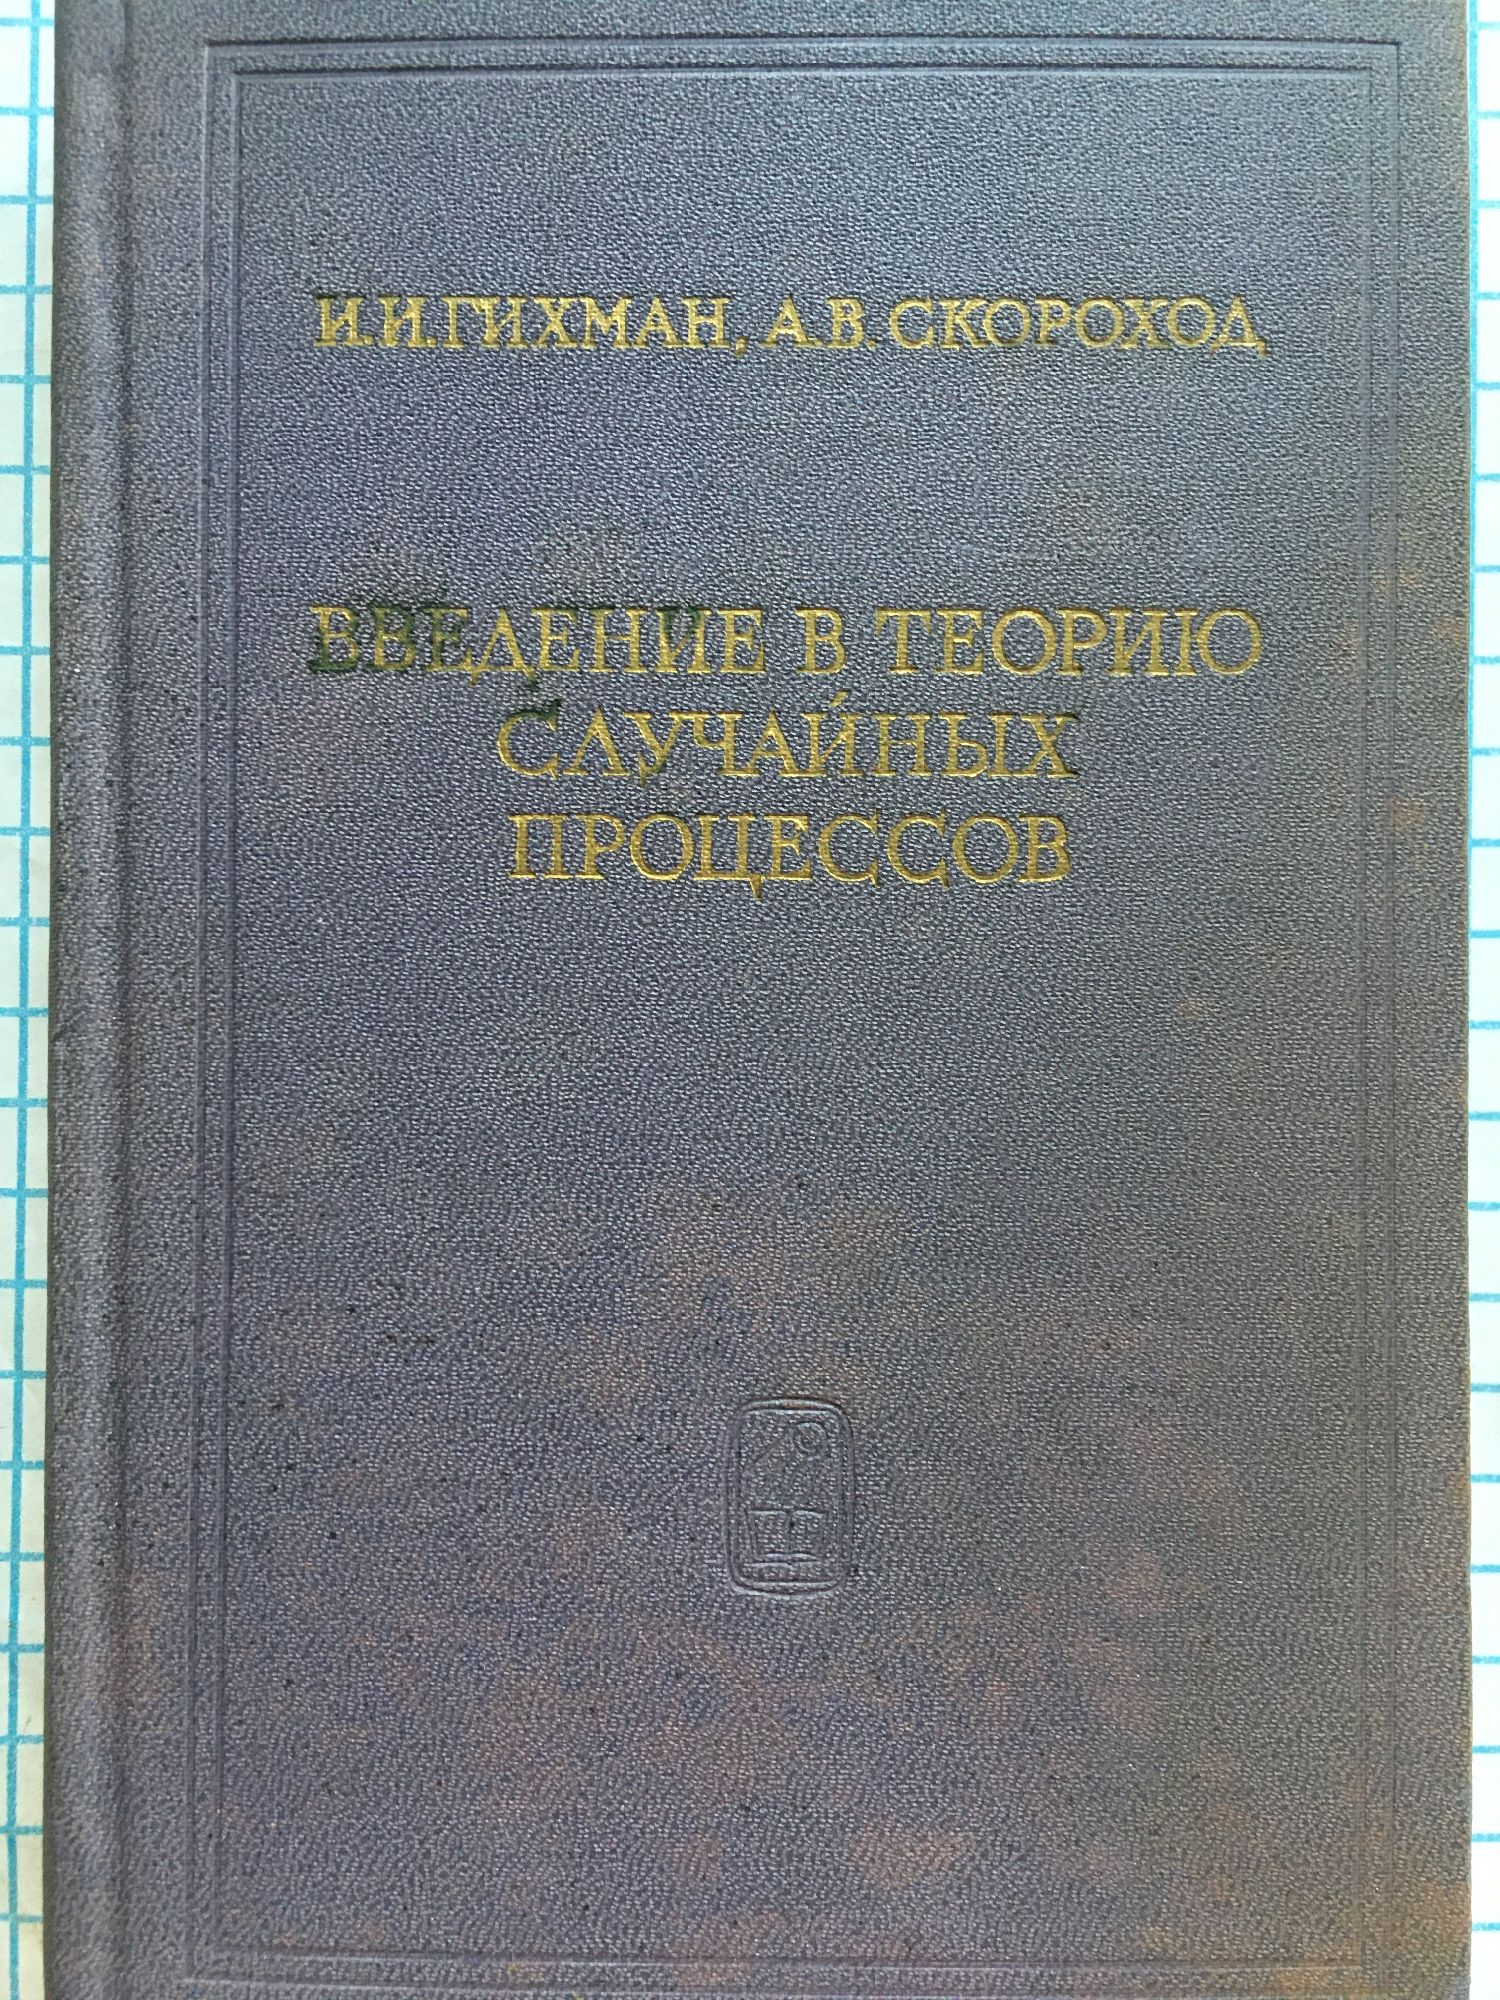 И.И.ГИХМАН, А.В. СКОРОХОД
ВВЕДЕНИЕ В ТЕОРИЮ
СЛУЧАЙНЫХ
ПРОЦЕССОВ